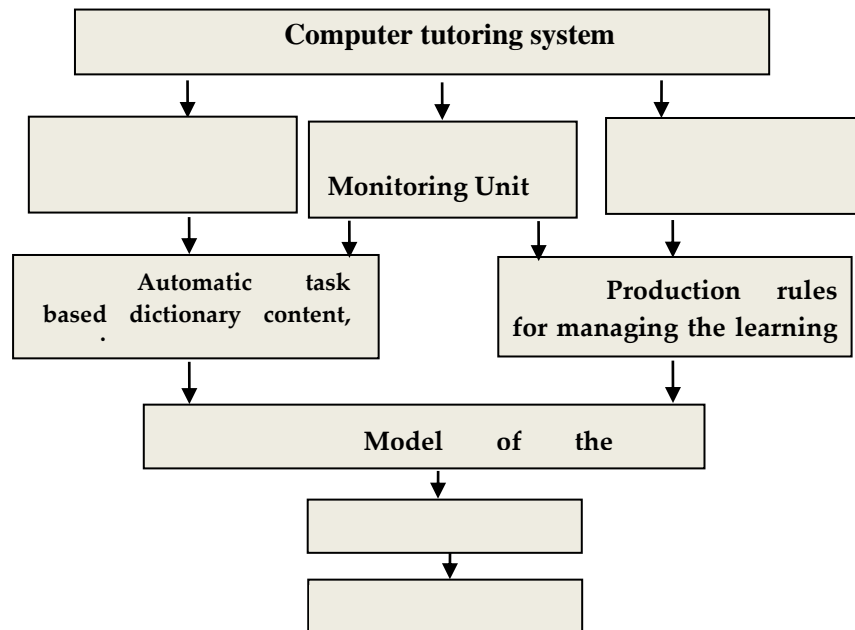 Computer tutoring system
Monitoring Unit
Automatic task
based dictionary content,
.
Production rules
for managing the learning
Model of the